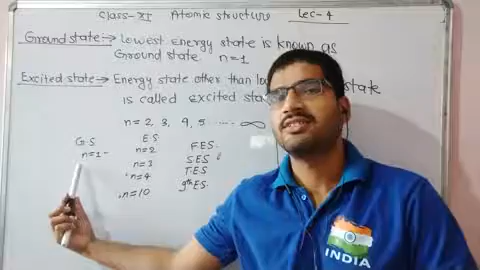 Class-XI Atomic structure Lec-4
Ground state→ Lowest Energy state is known as
Ground state n=1
Excited state→ Energy state other than state
is called excited
n= 2, 3, 4, 5 ---- ∞
G.S E.S
n=1- n=2 F.E.S
n=3 S.E.S
n=4 T.E.S
n=10 9th E.S.
INDIA